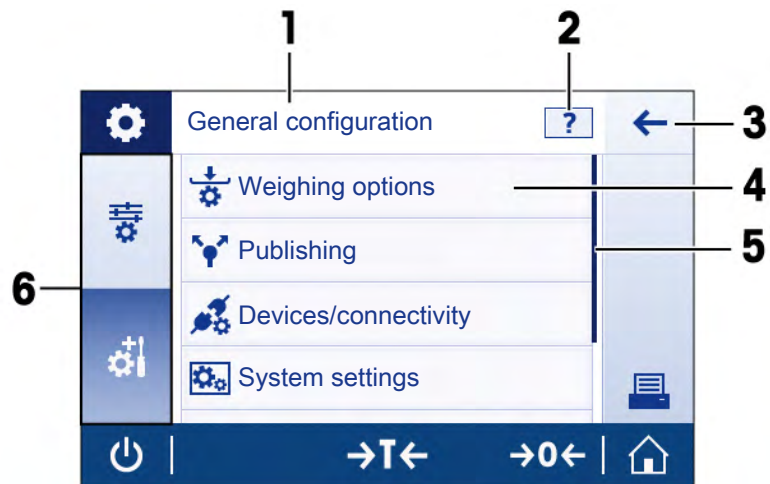 1
2
General configuration
?
3
Weighing options
4
Publishing
5
6
Devices/connectivity
System settings
→T←
→0←